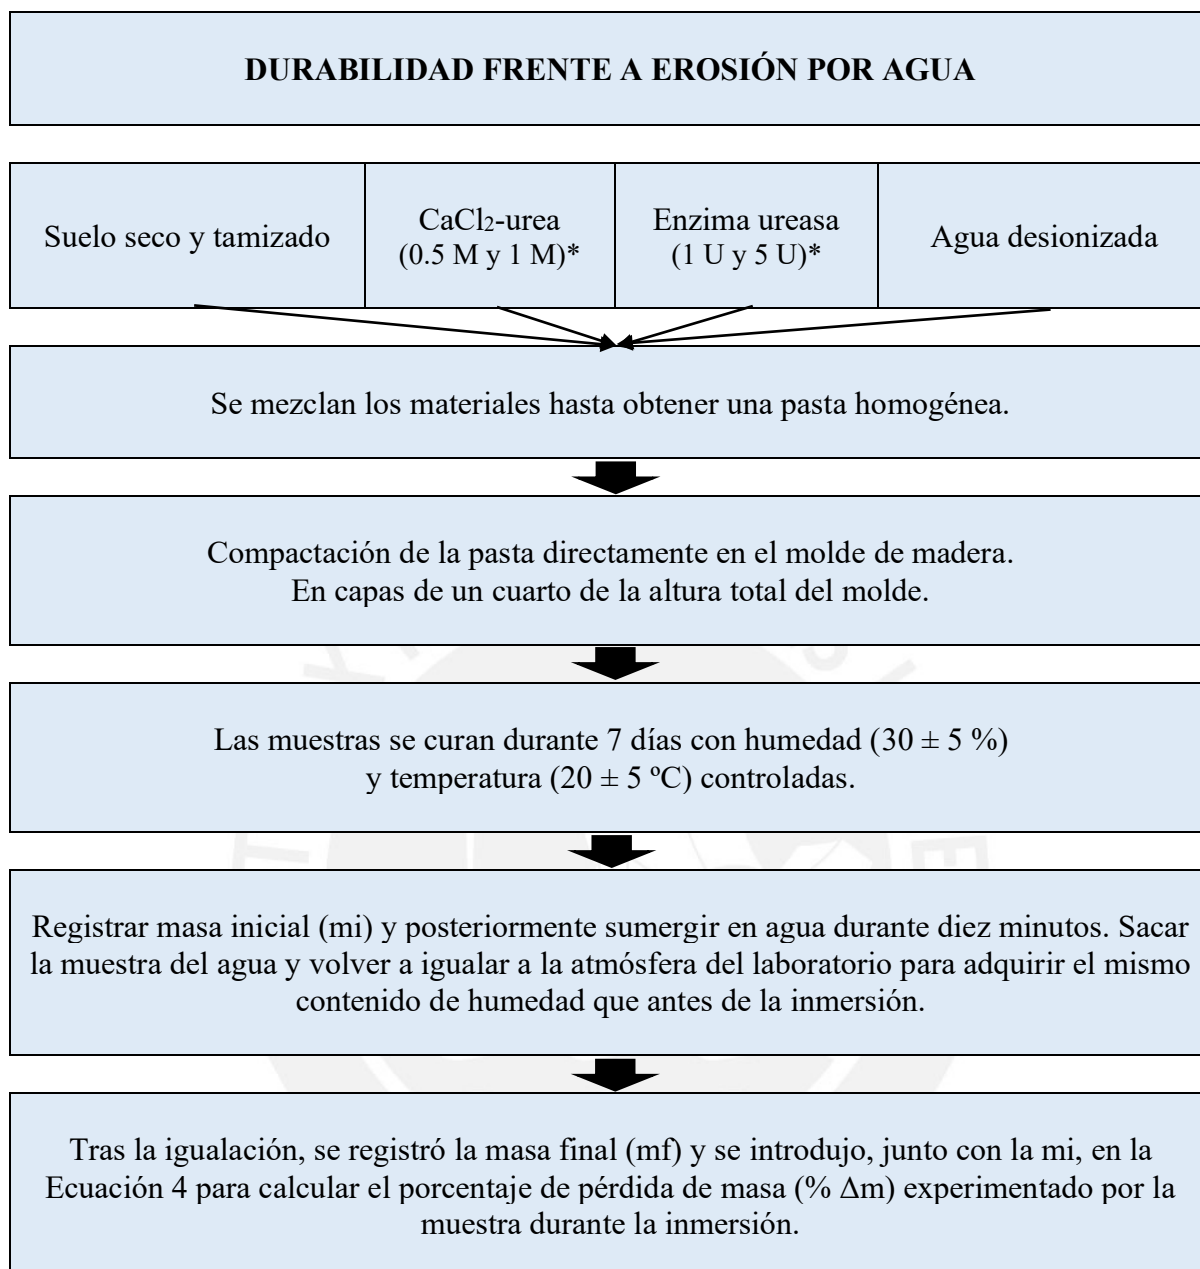 DURABILIDAD FRENTE A EROSIÓN POR AGUA
Suelo seco y tamizado
CaCl₂-urea
(0.5 M y 1 M)*
Enzima ureasa
(1 U y 5 U)*
Agua desionizada
Se mezclan los materiales hasta obtener una pasta homogénea.
Compactación de la pasta directamente en el molde de madera.
En capas de un cuarto de la altura total del molde.
Las muestras se curan durante 7 días con humedad (30 ± 5 %)
y temperatura (20 ± 5 ºC) controladas.
Registrar masa inicial (mi) y posteriormente sumergir en agua durante diez minutos. Sacar
la muestra del agua y volver a igualar a la atmósfera del laboratorio para adquirir el mismo
contenido de humedad que antes de la inmersión.
Tras la igualación, se registró la masa final (mf) y se introdujo, junto con la mi, en la
Ecuación 4 para calcular el porcentaje de pérdida de masa (% Δm) experimentado por la
muestra durante la inmersión.